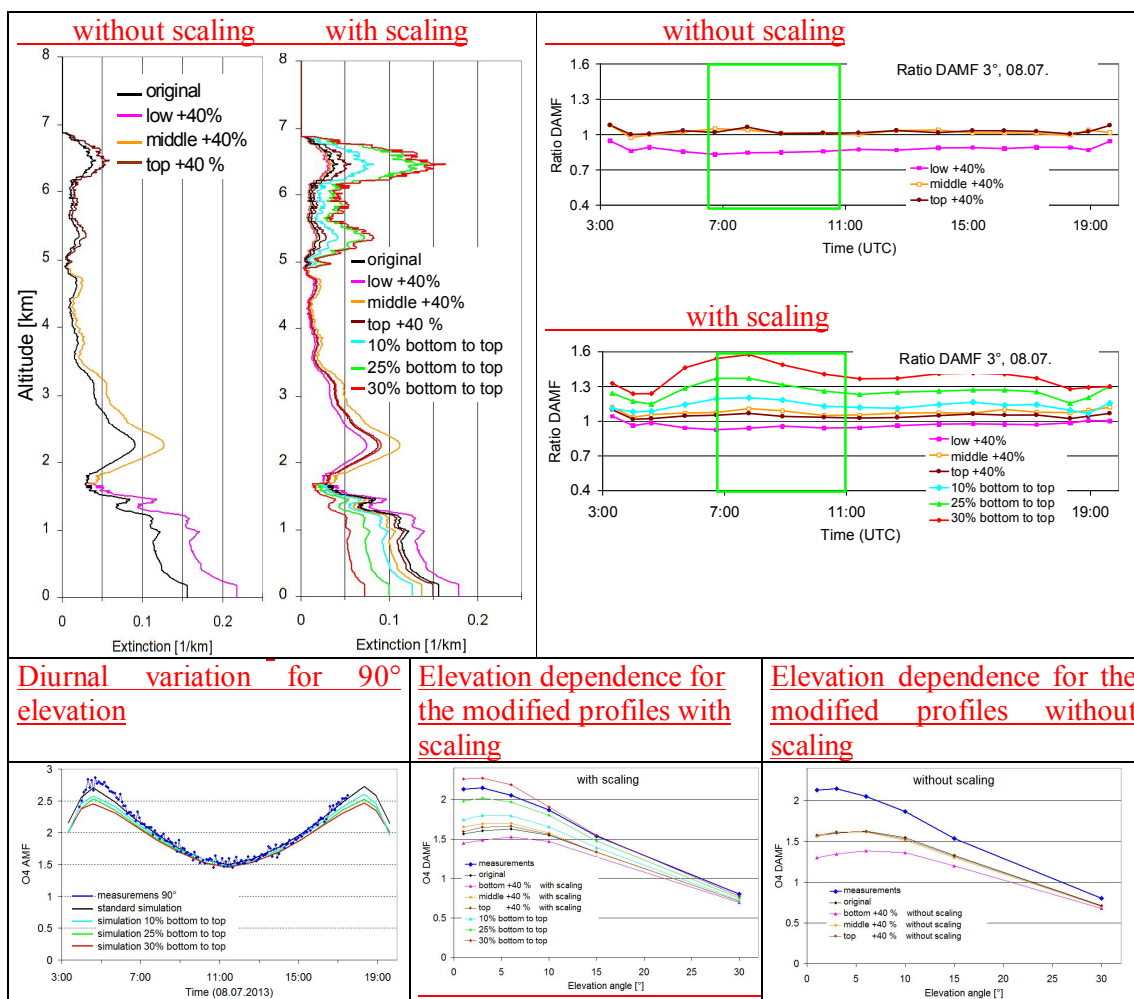 without scaling
with scaling
8
7
6
5
4
3
2
1
0
Altitude [km]
original
low +40%
middle +40%
top +40 %
0
0.1
0.2
Extinction [1/km]
8
7
6
5
4
3
2
1
0
original
low +40%
middle +40%
top +40 %
10% bottom to top
25% bottom to top
30% bottom to top
0
0.1
0.2
Extinction [1/km]
without scaling
1.6
1.3
1
0.7
0.4
Ratio DAMF
Ratio DAMF 3°, 08.07.
low +40%
middle +40%
top +40%
3:00
7:00
11:00
15:00
19:00
Time (UTC)
with scaling
1.6
1.3
1
0.7
0.4
Ratio DAMF
Ratio DAMF 3°, 08.07.
low +40%
middle +40%
top +40%
10% bottom to top
25% bottom to top
30% bottom to top
3:00
7:00
11:00
15:00
19:00
Time (UTC)
Diurnal variation for 90°
elevation
3
2.5
2
1.5
1
0.5
0
O4 AMF
measuremens 90°
standard simulation
simulation 10% bottom to top
simulation 25% bottom to top
simulation 30% bottom to top
3:00
7:00
11:00
15:00
19:00
Time (08.07.2013)
Elevation dependence for
the modified profiles with
scaling
with scaling
2
1.5
1
0.5
0
O4 DAMF
measurements
original
bottom +40 % with scaling
middle +40 % with scaling
top +40 % with scaling
10% bottom to top
25% bottom to top
30% bottom to top
0
5
10
15
20
25
30
Elevation angle [°]
Elevation dependence for the
modified profiles without
scaling
without scaling
2
1.5
1
0.5
0
O4 DAMF
measurements
original
bottom +40 % without scaling
middle +40 % without scaling
top +40 % without scaling
0
5
10
15
20
25
30
Elevation angle [°]